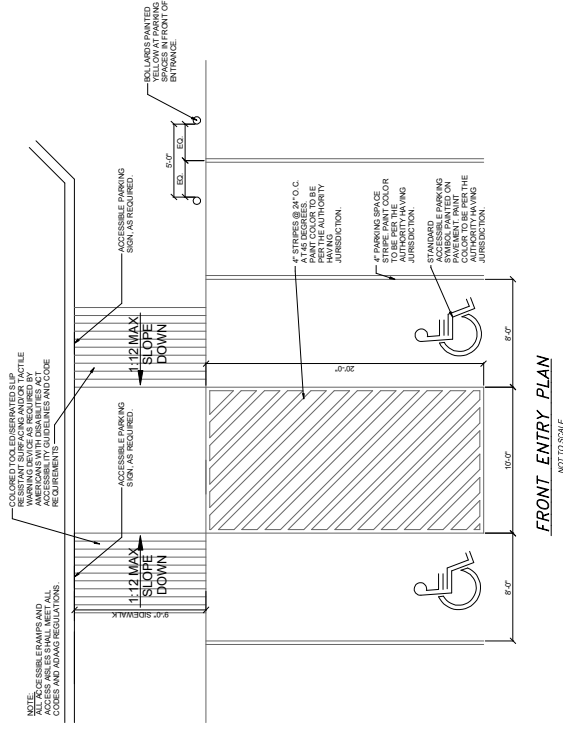 NOTE:
ALL ACCESSIBLE RAMPS AND
ACCESS AISLES SHALL MEET ALL
CODES AND ADAAG REGULATIONS.
COLORED TOOLED/SERRATED SLIP
RESISTANT SURFACING AND/OR TACTILE
WARNING DEVICE AS REQUIRED BY
AMERICANS WITH DISABILITIES ACT
ACCESSIBILITY GUIDELINES AND CODE
REQUIREMENTS
ACCESSIBLE PARKING
SIGN, AS REQUIRED.
ACCESSIBLE PARKING
SIGN, AS REQUIRED.
BOLLARDS PAINTED
YELLOW AT PARKING
SPACES IN FRONT OF
ENTRANCE.
5'-0"
EQ.
EQ.
9'-0" SIDEWALK
1:12 MAX
SLOPE
DOWN
1:12 MAX
SLOPE
DOWN
20'-0"
4" STRIPES @ 24" O.C.
AT 45 DEGREES.
PAINT COLOR TO BE
PER THE AUTHORITY
HAVING
JURISDICTION.
4" PARKING SPACE
STRIPE. PAINT COLOR
TO BE PER THE
AUTHORITY HAVING
JURISDICTION.
STANDARD
ACCESSIBLE PARKING
SYMBOL PAINTED ON
PAVEMENT. PAINT
COLOR TO BE PER THE
AUTHORITY HAVING
JURISDICTION.
8'-0"
10'-0"
8'-0"
FRONT ENTRY PLAN
NOT TO SCALE